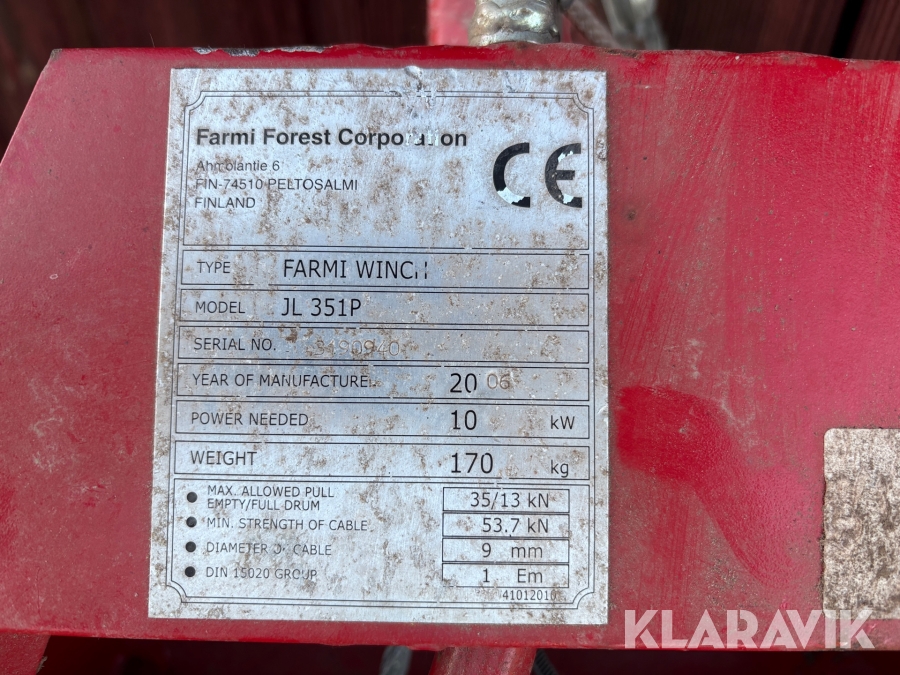 Farmi Forest Corporation
Ahmolantie 6
FIN-74510 PELTOSALMI
FINLAND
CE
TYPE FARMI WINCH
MODEL JL 351P
SERIAL NO.
YEAR OF MANUFACTURE 20 06
POWER NEEDED 10 kW
WEIGHT 170 kg
MAX. ALLOWED PULL
EMPTY/FULL DRUM 35/13 kN
MIN. STRENGTH OF CABLE 53.7 kN
DIAMETER OF CABLE 9 mm
DIN 15020 GROUP 1 Em
41012010
KLARAVIK